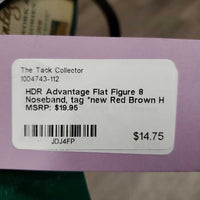 The Tack Collector
1004743-112
HDR Advantage Flat Figure 8
Noseband, tag *new Red Brown H
MSRP: $19.95
JDJ4FP
$14.75